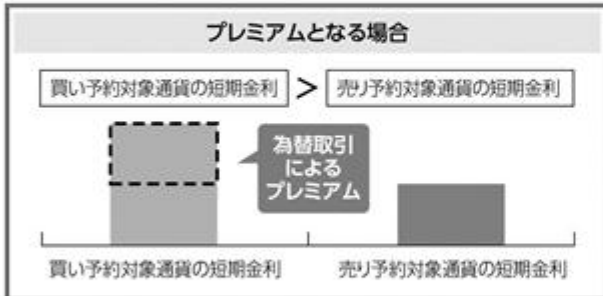 プレミアムとなる場合
買い予約対象通貨の短期金利 > 売り予約対象通貨の短期金利
為替取引
による
プレミアム
買い予約対象通貨の短期金利 売り予約対象通貨の短期金利